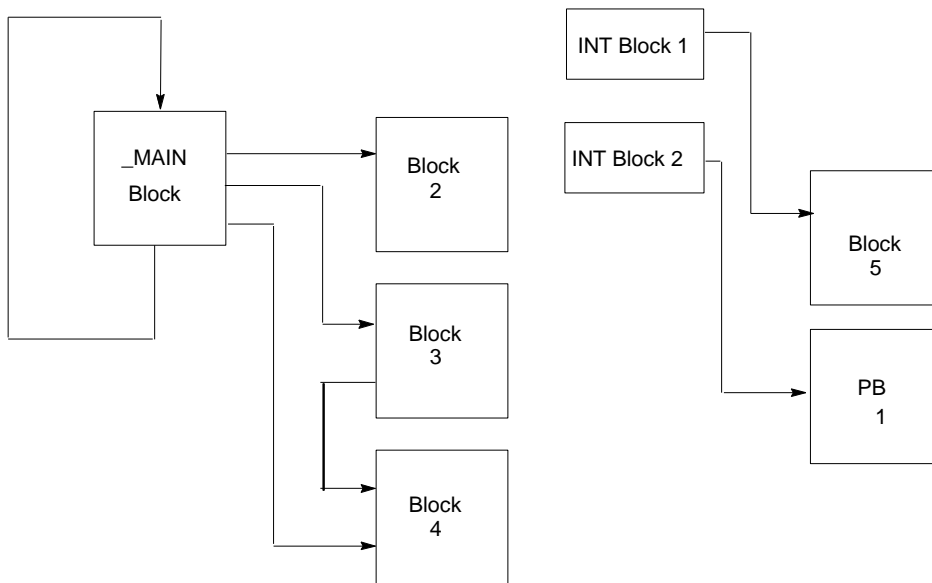 _MAIN
Block
Block
2
Block
3
Block
4
INT Block 1
INT Block 2
Block
5
PB
1